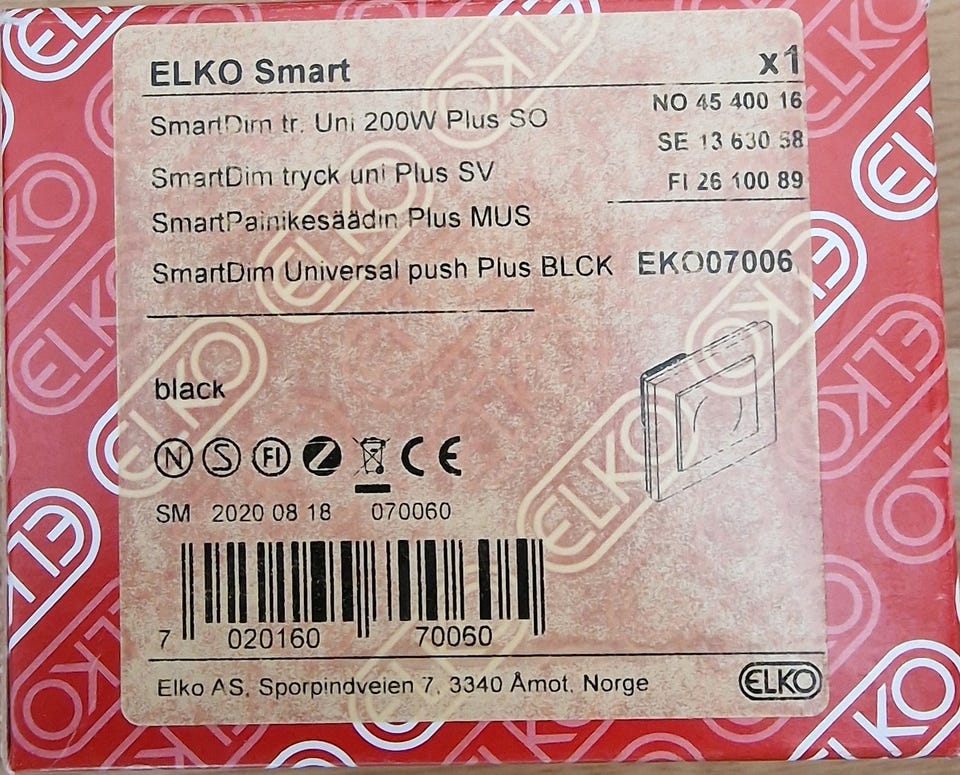 ELKO Smart x1
SmartDim tr. Uni 200W Plus SO NO 45 400 16
SE 13 630 58
SmartDim tryck uni Plus SV FI 26 100 89
SmartPainikesäädin Plus MUS
SmartDim Universal push Plus BLCK EKO07006
black
N S FI CE
SM 2020 08 18 070060
7 020160 70060
Elko AS, Sporpindveien 7, 3340 Åmot, Norge ELKO